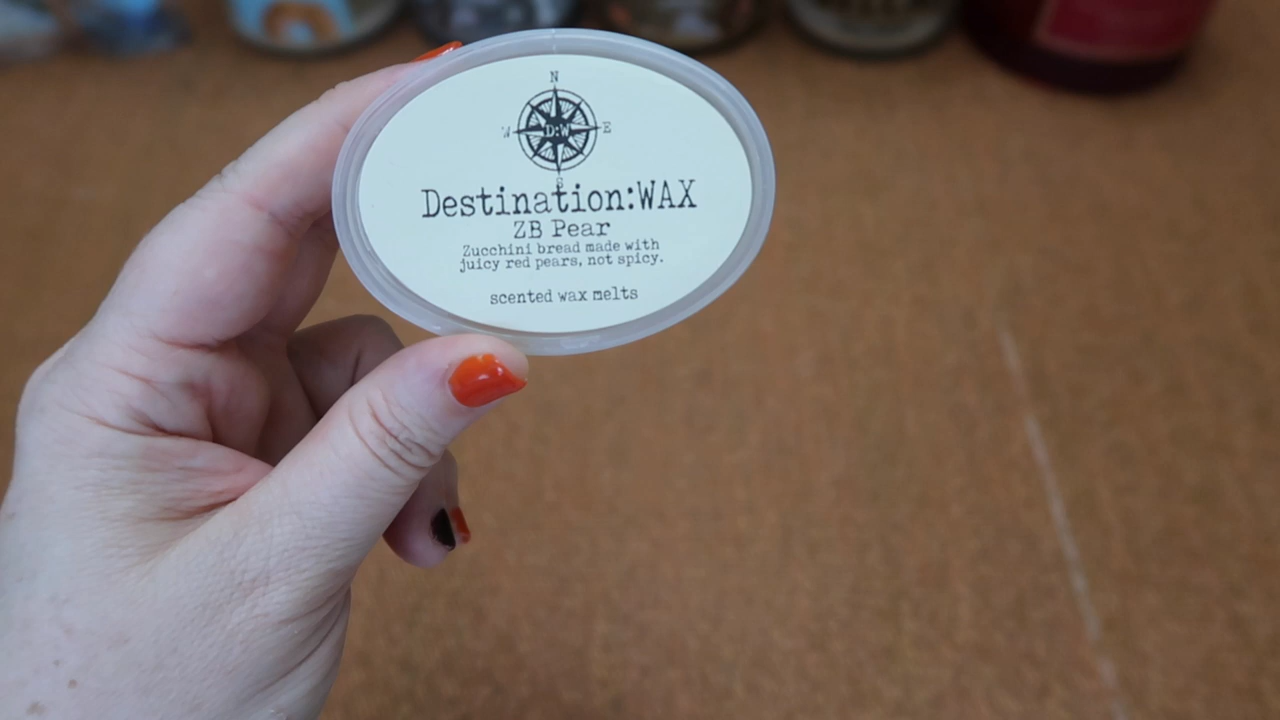 N
W D:W E
S
Destination:WAX
ZB Pear
Zucchini bread made with
juicy red pears, not spicy.
scented wax melts